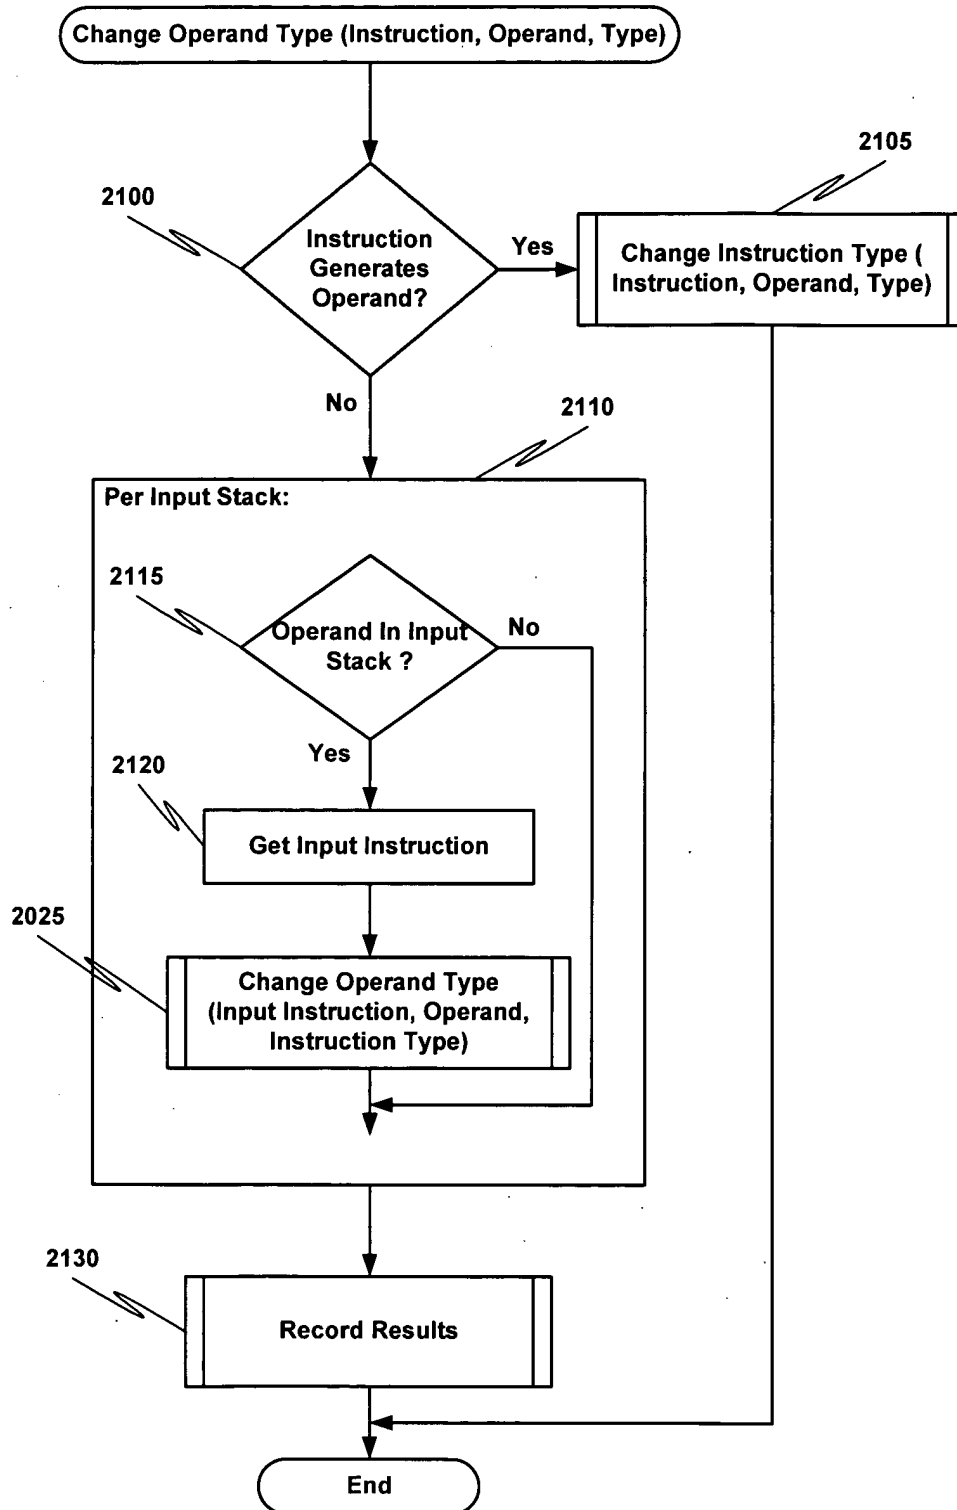 Change Operand Type (Instruction, Operand, Type)
2105
2100
Instruction
Generates
Operand?
Yes
Change Instruction Type (
Instruction, Operand, Type)
No
2110
Per Input Stack:
2115
Operand In Input
Stack ?
No
Yes
2120
Get Input Instruction
2025
Change Operand Type
(Input Instruction, Operand,
Instruction Type)
2130
Record Results
End